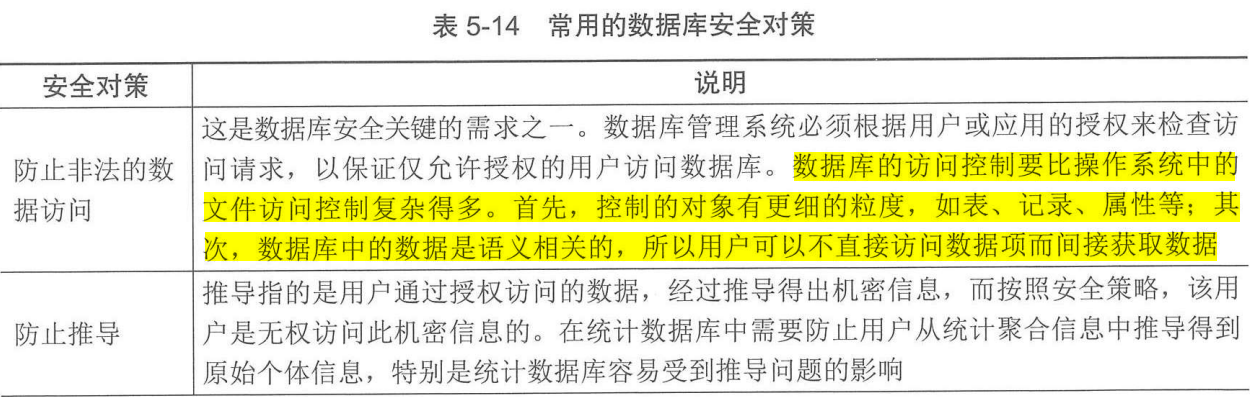 表 5-14 常用的数据库安全对策
安全对策 说明
防止非法的数据访问
这是数据库安全关键的需求之一。数据库管理系统必须根据用户或应用的授权来检查访
问请求，以保证仅允许授权的用户访问数据库。数据库的访问控制要比操作系统中的
文件访问控制复杂得多。首先，控制的对象有更细的粒度，如表、记录、属性等；其
次，数据库中的数据是语义相关的，所以用户可以不直接访问数据项而间接获取数据
防止推导
推导指的是用户通过授权访问的数据，经过推导得出机密信息，而按照安全策略，该用
户是无权访问此机密信息的。在统计数据库中需要防止用户从统计聚合信息中推导得到
原始个体信息，特别是统计数据库容易受到推导问题的影响